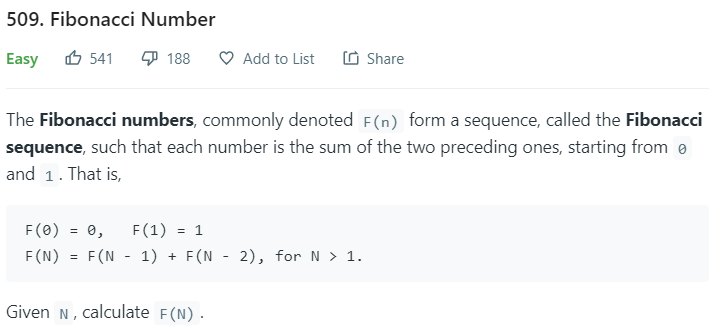 509. Fibonacci Number
Easy 541 188 Add to List Share
The Fibonacci numbers, commonly denoted F(n) form a sequence, called the Fibonacci
sequence, such that each number is the sum of the two preceding ones, starting from 0
and 1. That is,
F(0) = 0,   F(1) = 1
F(N) = F(N - 1) + F(N - 2), for N > 1.
Given N, calculate F(N).